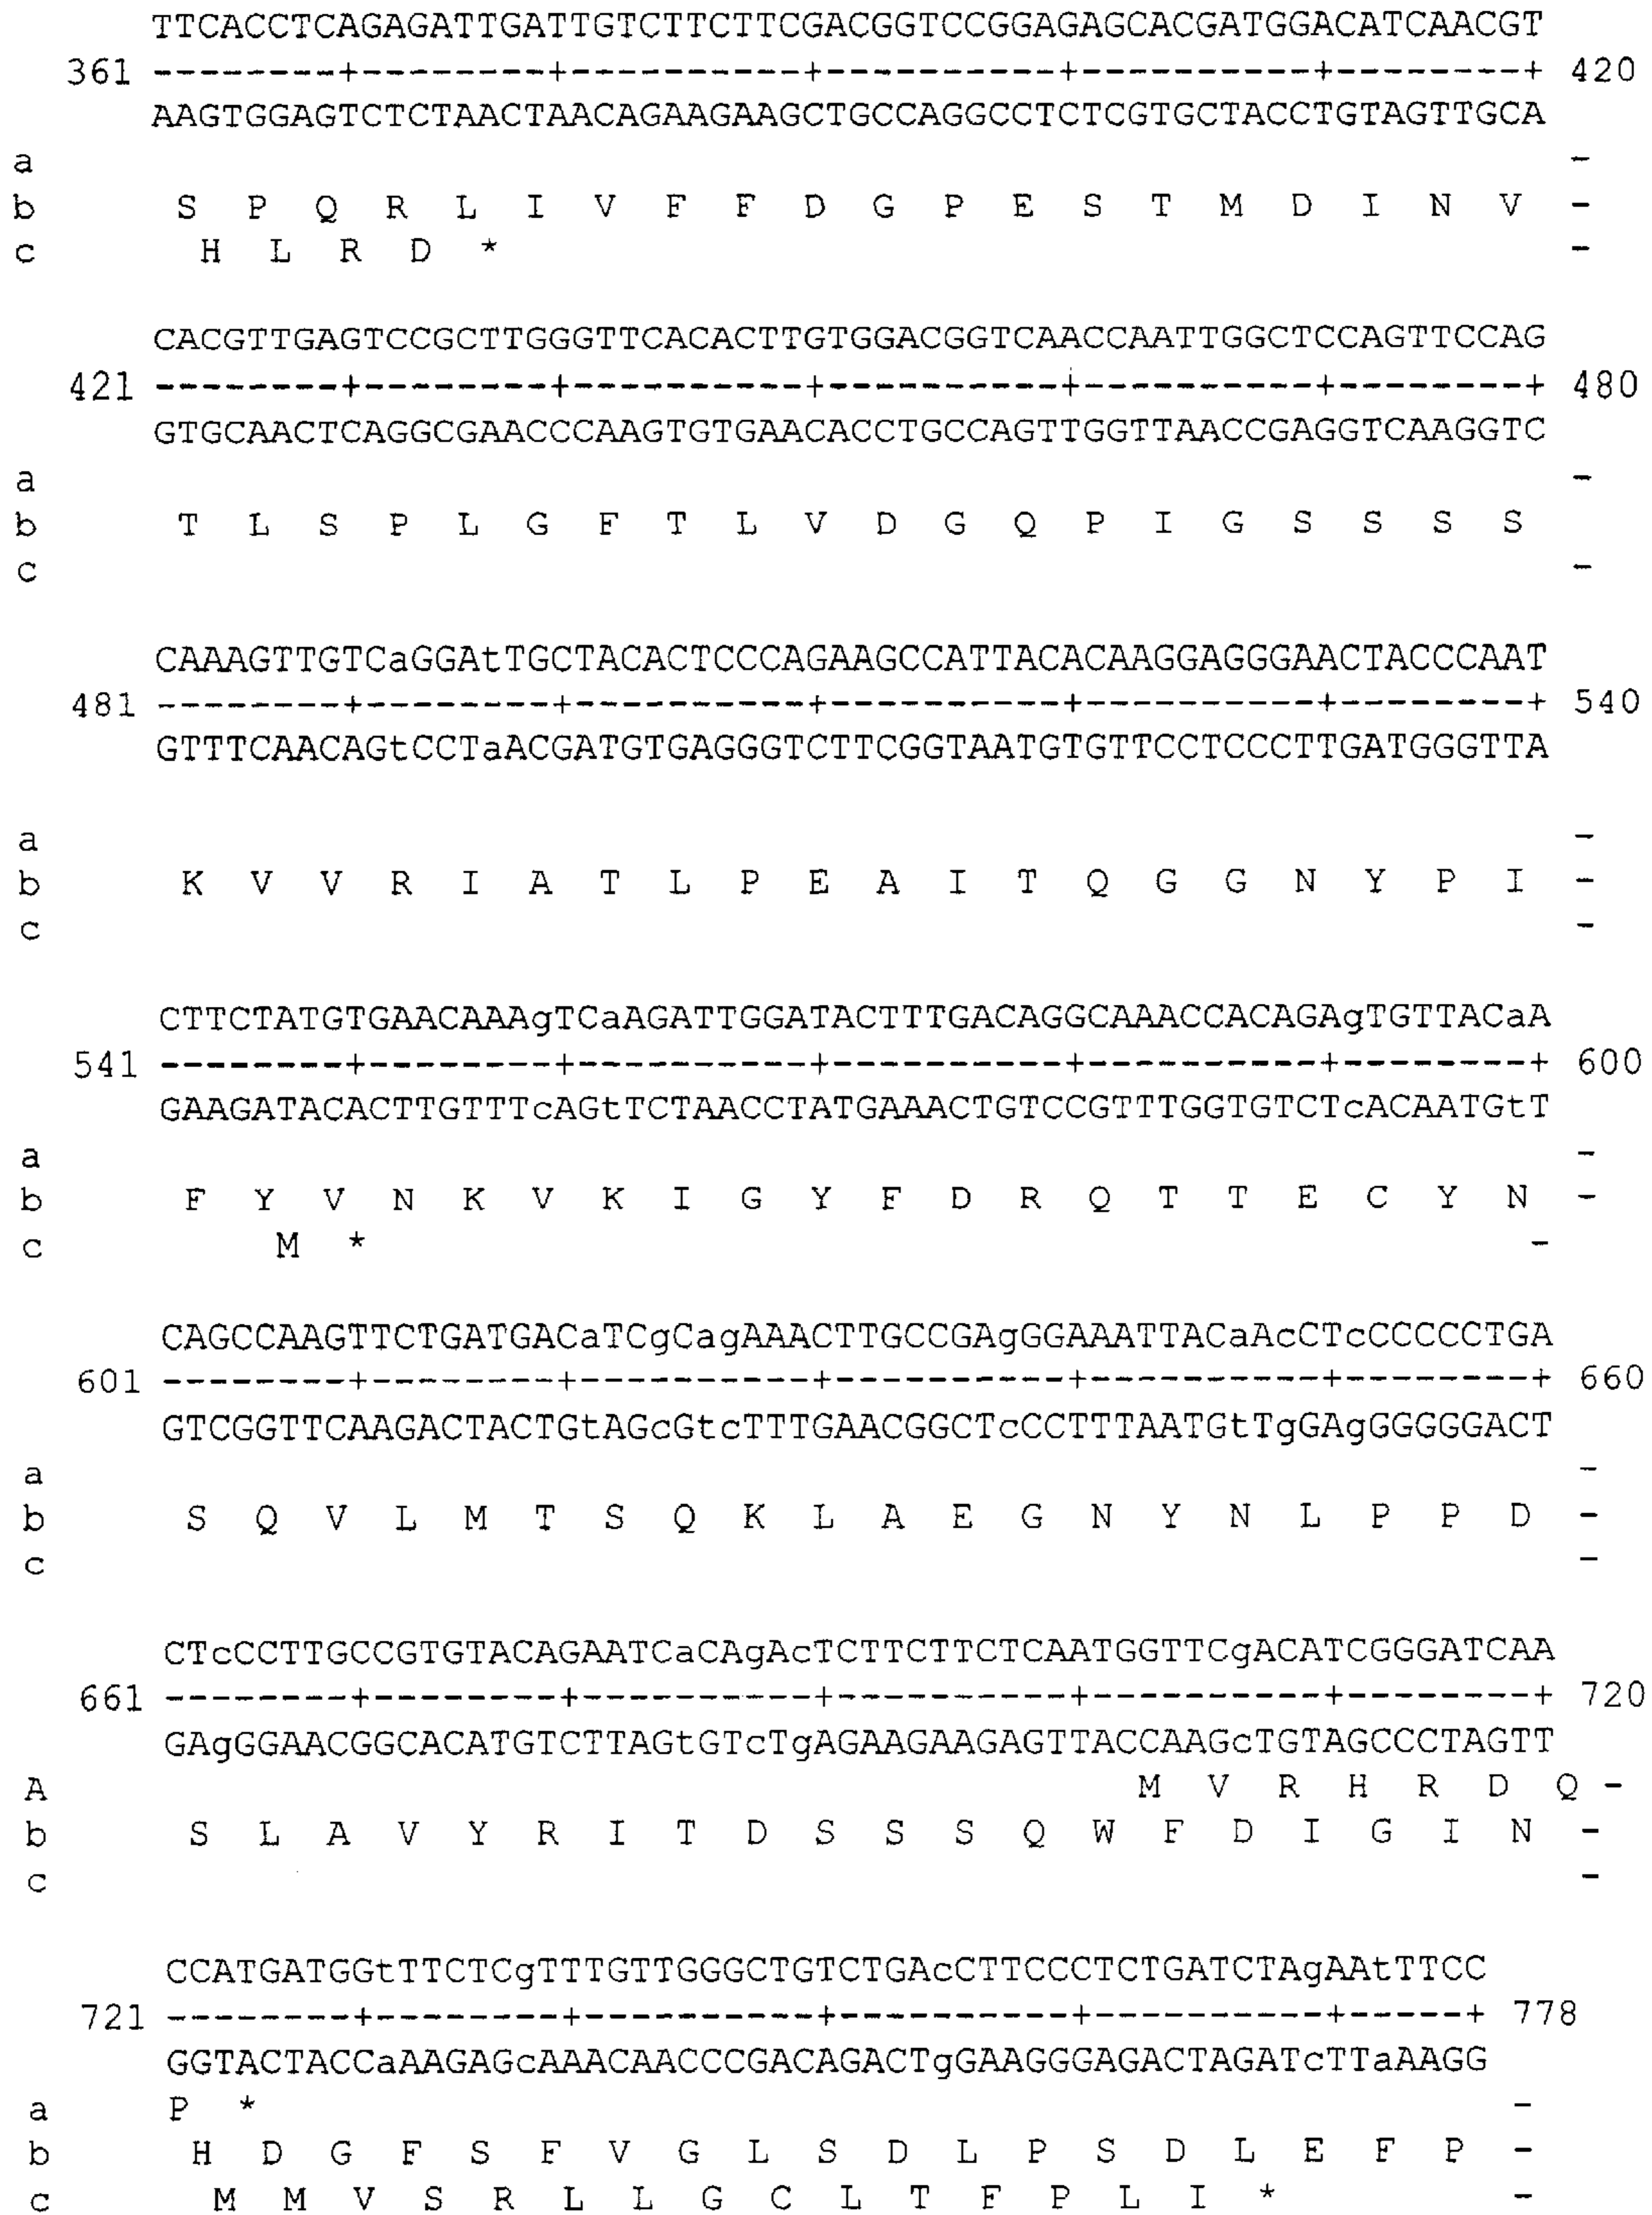 TTCACCTCAGAGATTGATTGTCTTCTTCGACGGTCCGGAGAGCACGATGGACATCAACGT
361 --------+--------+----------+----------+----------+--------+ 420
AAGTGGAGTCTCTAACTAACAGAAGAAGCTGCCAGGCCTCTCGTGCTACCTGTAGTTGCA
a -
b S P Q R L I V F F D G P E S T M D I N V -
c H L R D * -
CACGTTGAGTCCGCTTGGGTTCACACTTGTGGACGGTCAACCAATTGGCTCCAGTTCCAG
421 --------+--------+----------+----------+----------+--------+ 480
GTGCAACTCAGGCGAACCCAAGTGTGAACACCTGCCAGTTGGTTAACCGAGGTCAAGGTC
a -
b T L S P L G F T L V D G Q P I G S S S S
c -
CAAAGTTGTCaGGAtTGCTACACTCCCAGAAGCCATTACACAAGGAGGGAACTACCCAAT
481 --------+--------+----------+----------+----------+--------+ 540
GTTTCAACAGtCCTaACGATGTGAGGGTCTTCGGTAATGTGTTCCTCCCTTGATGGGTTA
a -
b K V V R I A T L P E A I T Q G G N Y P I -
c -
CTTCTATGTGAACAAAgTCaAGATTGGATACTTTGACAGGCAAACCACAGAgTGTTACaA
541 --------+--------+----------+----------+----------+--------+ 600
GAAGATACACTTGTTTcAGtTCTAACCTATGAAACTGTCCGTTTGGTGTCTcACAATGtT
a -
b F Y V N K V K I G Y F D R Q T T E C Y N -
c M * -
CAGCCAAGTTCTGATGACaTCgCagAAACTTGCCGAgGGAAATTACaAcCTcCCCCCTGA
601 --------+--------+----------+----------+----------+--------+ 660
GTCGGTTCAAGACTACTGtAGcGtcTTTGAACGGCTcCCTTTAATGtTgGAgGGGGGACT
a -
b S Q V L M T S Q K L A E G N Y N L P P D -
c -
CTcCCTTGCCGTGTACAGAATCaCAgAcTCTTCTTCTCAATGGTTCgACATCGGGATCAA
661 --------+--------+----------+----------+----------+--------+ 720
GAgGGAACGGCACATGTCTTAGtGTcTgAGAAGAAGAGTTACCAAGcTGTAGCCCTAGTT
A M V R H R D Q -
b S L A V Y R I T D S S S Q W F D I G I N -
c -
CCATGATGGtTTCTCgTTTGTTGGGCTGTCTGAcCTTCCCTCTGATCTAgAAtTTCC
721 --------+--------+----------+----------+----------+-----+ 778
GGTACTACCaAAGAGcAAACAACCCGACAGACTgGAAGGGAGACTAGATcTTaAAGG
a P * -
b H D G F S F V G L S D L P S D L E F P -
c M M V S R L L G C L T F P L I * -